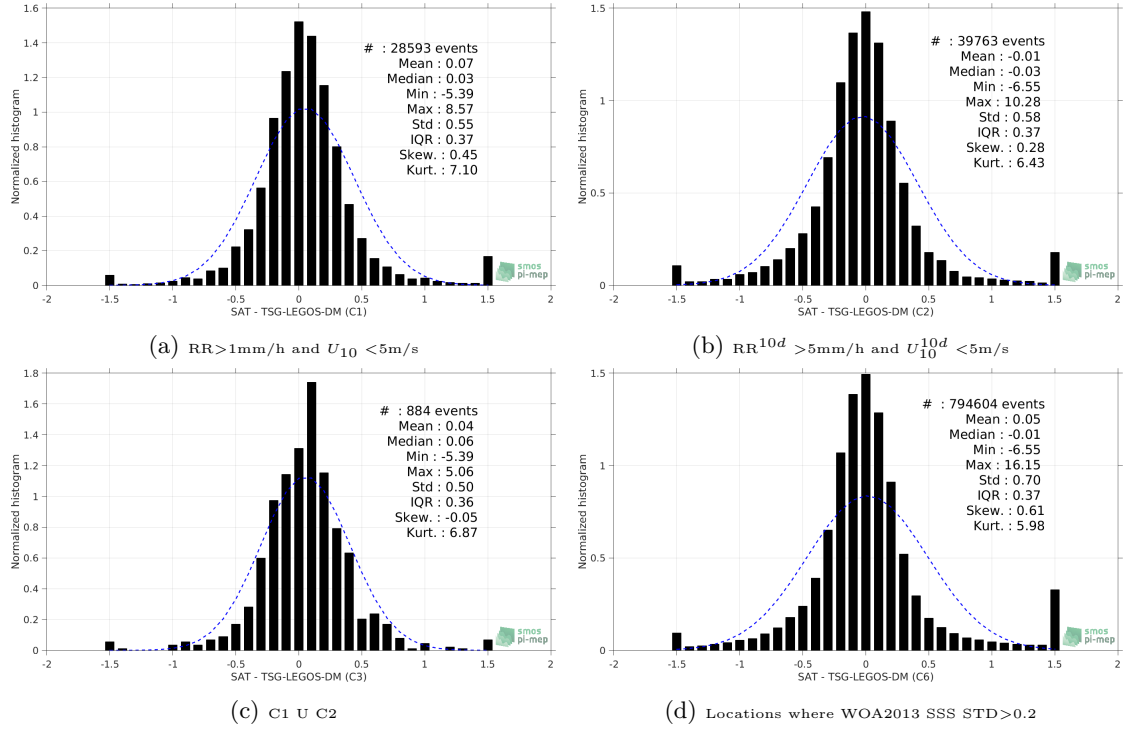 1.6
1.4
1.2
1
0.8
0.6
0.4
0.2
0
Normalized histogram
# : 28593 events
Mean : 0.07
Median : 0.03
Min : -5.39
Max : 8.57
Std : 0.55
IQR : 0.37
Skew. : 0.45
Kurt. : 7.10
smos
pi-mep
-2 -1.5 -1 -0.5 0 0.5 1 1.5 2
SAT - TSG-LEGOS-DM (C1)
(a) RR>1mm/h and U10 <5m/s
1.5
1
0.5
0
Normalized histogram
# : 39763 events
Mean : -0.01
Median : -0.03
Min : -6.55
Max : 10.28
Std : 0.58
IQR : 0.37
Skew. : 0.28
Kurt. : 6.43
smos
pi-mep
-2 -1.5 -1 -0.5 0 0.5 1 1.5 2
SAT - TSG-LEGOS-DM (C2)
(b) RR10d >5mm/h and U10d10 <5m/s
1.8
1.6
1.4
1.2
1
0.8
0.6
0.4
0.2
0
Normalized histogram
# : 884 events
Mean : 0.04
Median : 0.06
Min : -5.39
Max : 5.06
Std : 0.50
IQR : 0.36
Skew. : -0.05
Kurt. : 6.87
smos
pi-mep
-2 -1.5 -1 -0.5 0 0.5 1 1.5 2
SAT - TSG-LEGOS-DM (C3)
(c) C1 U C2
1.5
1
0.5
0
Normalized histogram
# : 794604 events
Mean : 0.05
Median : -0.01
Min : -6.55
Max : 16.15
Std : 0.70
IQR : 0.37
Skew. : 0.61
Kurt. : 5.98
smos
pi-mep
-2 -1.5 -1 -0.5 0 0.5 1 1.5 2
SAT - TSG-LEGOS-DM (C6)
(d) Locations where WOA2013 SSS STD>0.2